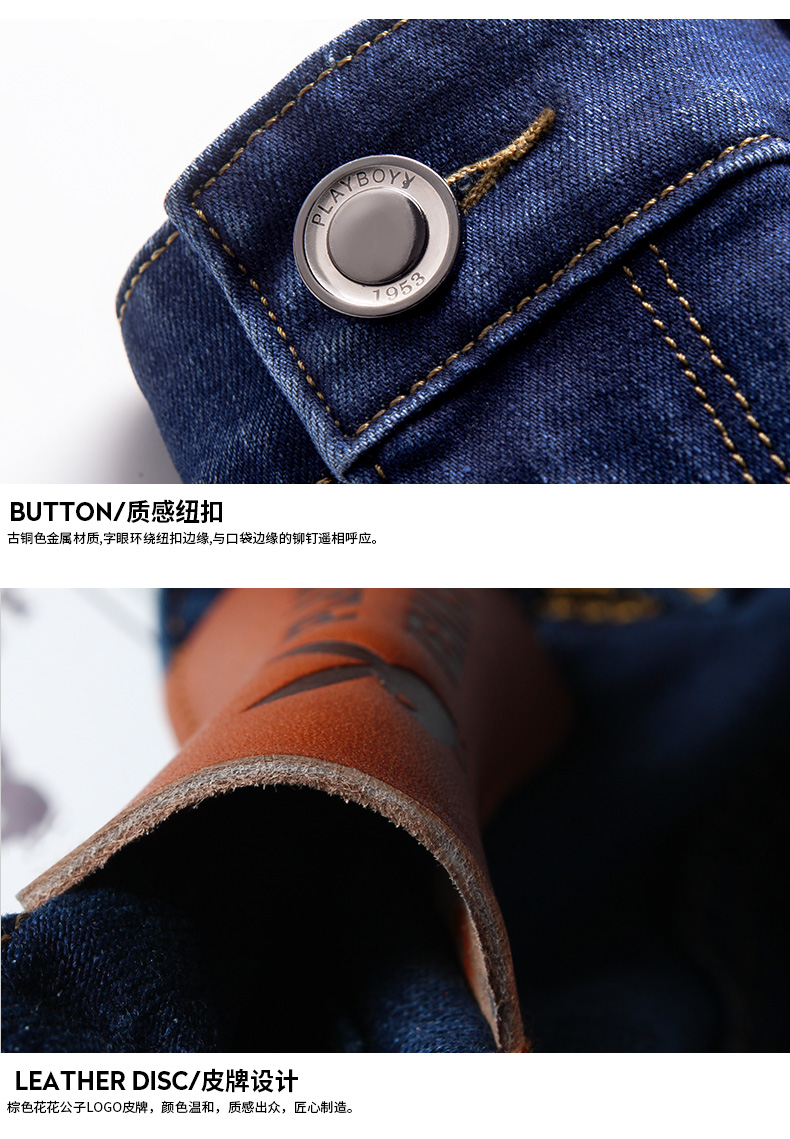 PLAYBOY
1953
BUTTON/质感纽扣
古铜色金属材质,字眼环绕纽扣边缘,与口袋边缘的铆钉遥相呼应。
LEATHER DISC/皮牌设计
棕色花花公子LOGO皮牌，颜色温和，质感出众，匠心制造。